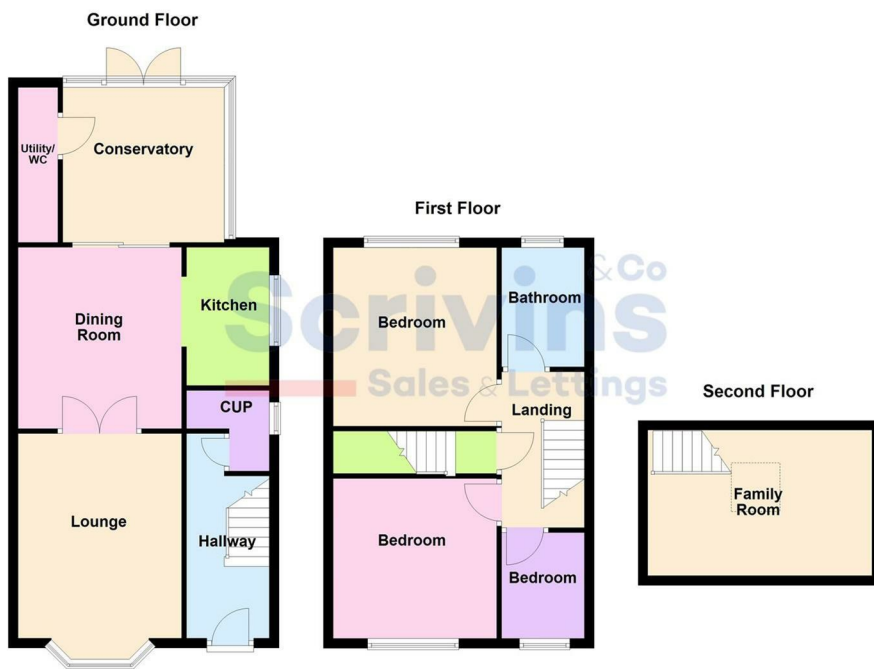 Ground Floor
Utility/
WC
Conservatory
First Floor
Dining
Room
Kitchen
Bedroom
Bathroom
&Co
Scrivins
Sales & Lettings
CUP
Landing
Second Floor
Lounge
Hallway
Bedroom
Bedroom
Family
Room